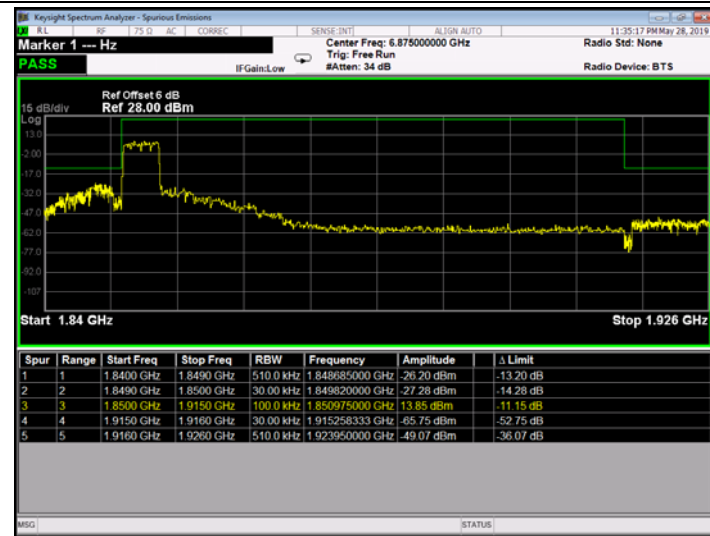 Keysight Spectrum Analyzer - Spurious Emissions
RL RF 75 Ω AC CORREC SENSE:INT ALIGN AUTO 11:35:17 PM May 28, 2019
Marker 1 --- Hz Center Freq: 6.875000000 GHz Radio Std: None
Trig: Free Run
PASS IFGain:Low #Atten: 34 dB Radio Device: BTS
Ref Offset 6 dB
15 dB/div Ref 28.00 dBm
Log
13.0
-2.00
-17.0
-32.0
-47.0
-62.0
-77.0
-92.0
-107
Start 1.84 GHz Stop 1.926 GHz
Spur Range Start Freq Stop Freq RBW Frequency Amplitude Δ Limit
1 1 1.8400 GHz 1.8490 GHz 510.0 kHz 1.848685000 GHz -26.20 dBm -13.20 dB
2 2 1.8490 GHz 1.8500 GHz 30.00 kHz 1.849820000 GHz -27.28 dBm -14.28 dB
3 3 1.8500 GHz 1.9150 GHz 100.0 kHz 1.850975000 GHz 13.85 dBm -11.15 dB
4 4 1.9150 GHz 1.9160 GHz 30.00 kHz 1.915258333 GHz -65.75 dBm -52.75 dB
5 5 1.9160 GHz 1.9260 GHz 510.0 kHz 1.923950000 GHz -49.07 dBm -36.07 dB
MSG STATUS